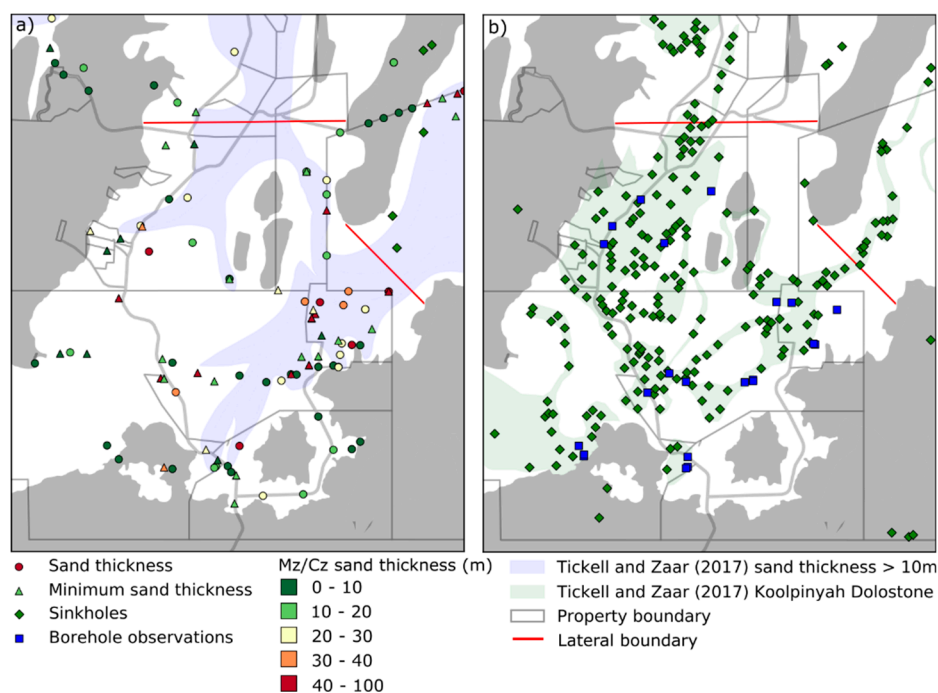 a)
b)
Sand thickness
Minimum sand thickness
Sinkholes
Borehole observations
Mz/Cz sand thickness (m)
0 - 10
10 - 20
20 - 30
30 - 40
40 - 100
Tickell and Zaar (2017) sand thickness > 10m
Tickell and Zaar (2017) Koolpinyah Dolostone
Property boundary
Lateral boundary